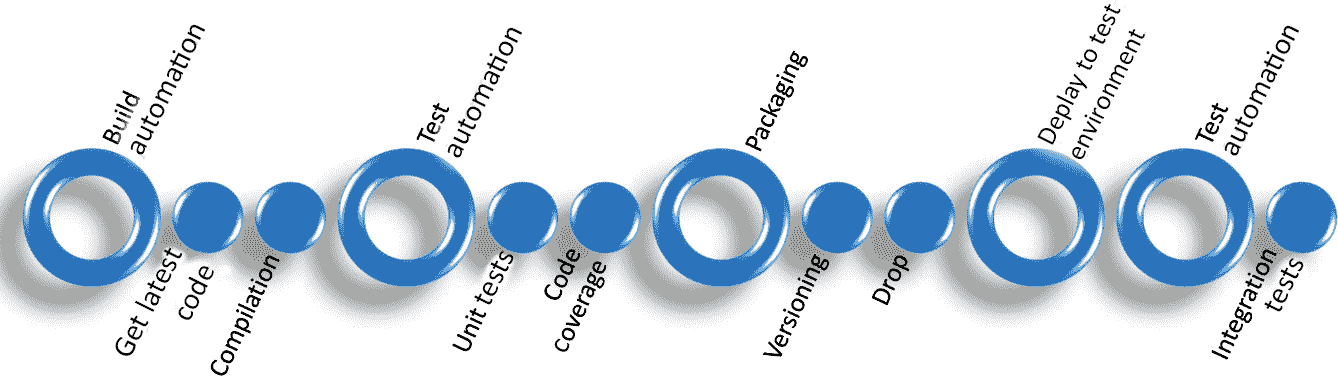 Build
automation
Get latest
code
Compilation
Test
automation
Unit tests
Code
coverage
Packaging
Versioning
Drop
Deplay to test
environment
Test
automation
Integration
tests